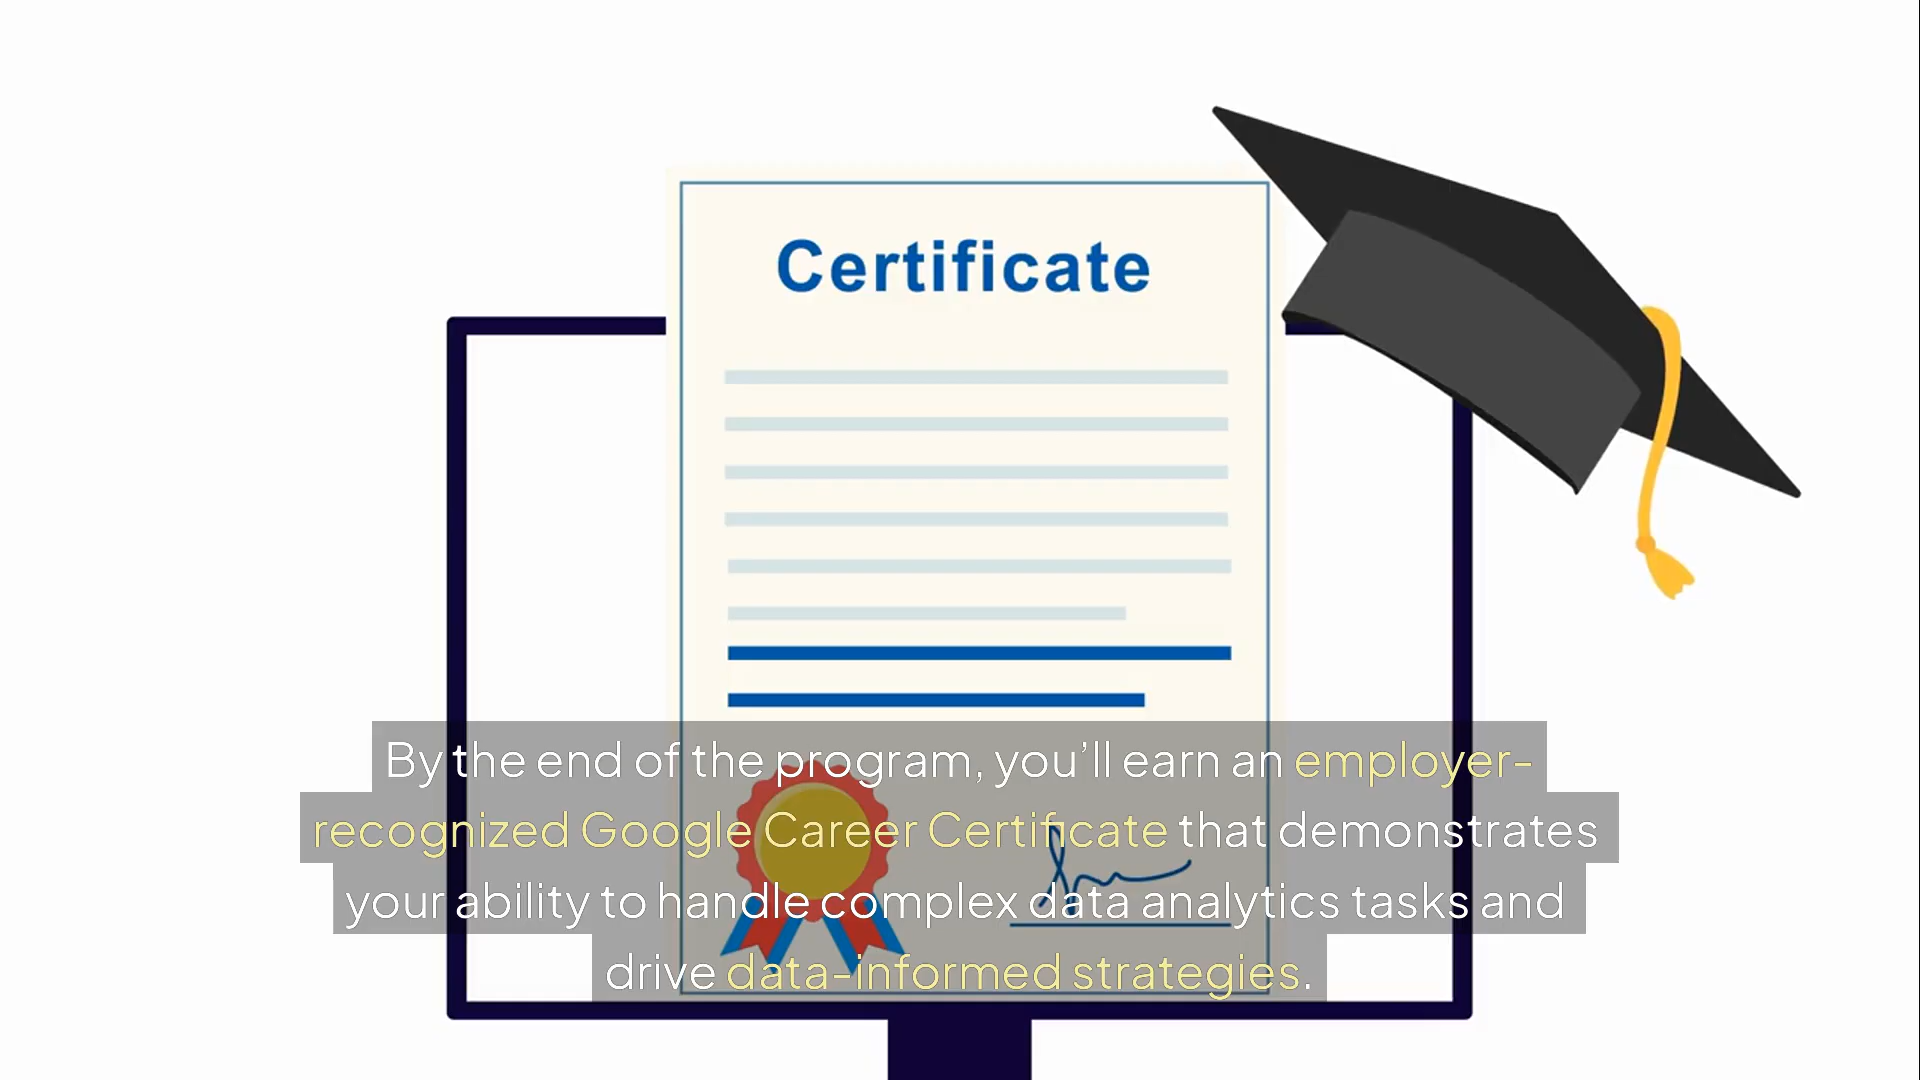 Certificate
By the end of the program, you’ll earn an employer-
recognized Google Career Certificate that demonstrates
your ability to handle complex data analytics tasks and
drive data-informed strategies.